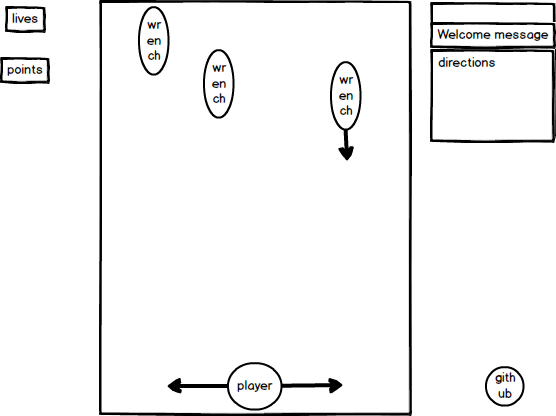 lives
points
wr
en
ch
wr
en
ch
wr
en
ch
player
Welcome message
directions
gith
ub